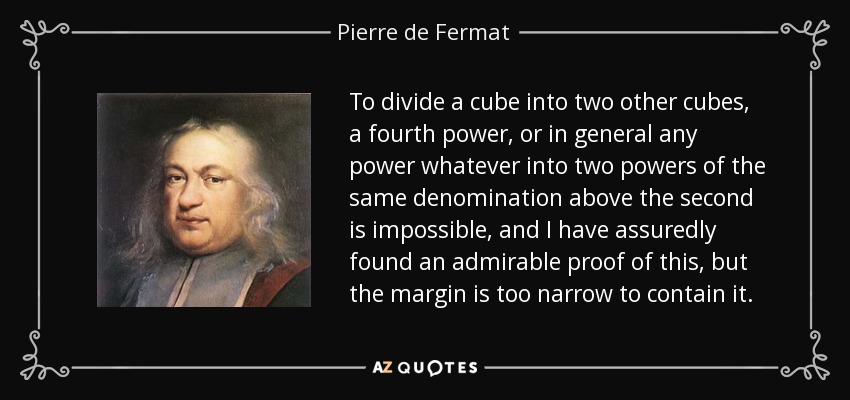 Pierre de Fermat
To divide a cube into two other cubes,
a fourth power, or in general any
power whatever into two powers of the
same denomination above the second
is impossible, and I have assuredly
found an admirable proof of this, but
the margin is too narrow to contain it.
AZ QUOTES